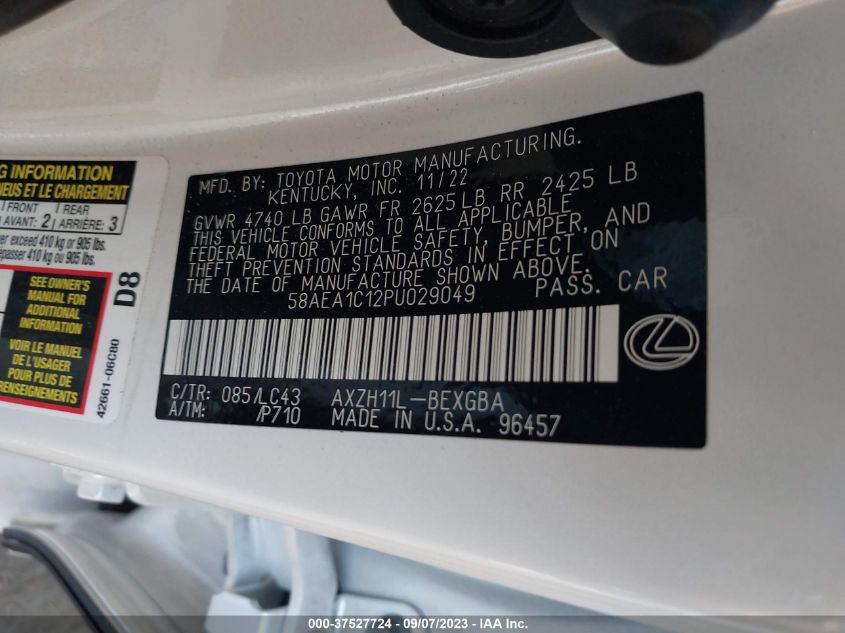 G INFORMATION
NEUS ET LE CHARGEMENT
FRONT
AVANT: 2
REAR
ARRIÈRE: 3
er exceed 410 kg or 905 lbs.
épasser 410 kg ou 905 lbs.
SEE OWNER'S
MANUAL FOR
ADDITIONAL
INFORMATION
VOIR LE MANUEL
DE L'USAGER
POUR PLUS DE
RENSEIGNEMENTS
D8
42661-06C80
MFD. BY: TOYOTA MOTOR MANUFACTURING.
KENTUCKY, INC. 11/22
GVWR 4740 LB GAWR FR 2625 LB RR 2425 LB
THIS VEHICLE CONFORMS TO ALL APPLICABLE
FEDERAL MOTOR VEHICLE SAFETY, BUMPER, AND
THEFT PREVENTION STANDARDS IN EFFECT ON
THE DATE OF MANUFACTURE SHOWN ABOVE.
58AEA1C12PU029049 PASS. CAR
C/TR: 085/LC43 AXZH11L-BEXGBA
A/TM: /P710 MADE IN U.S.A. 96457
000-37527724 - 09/07/2023 - IAA Inc.